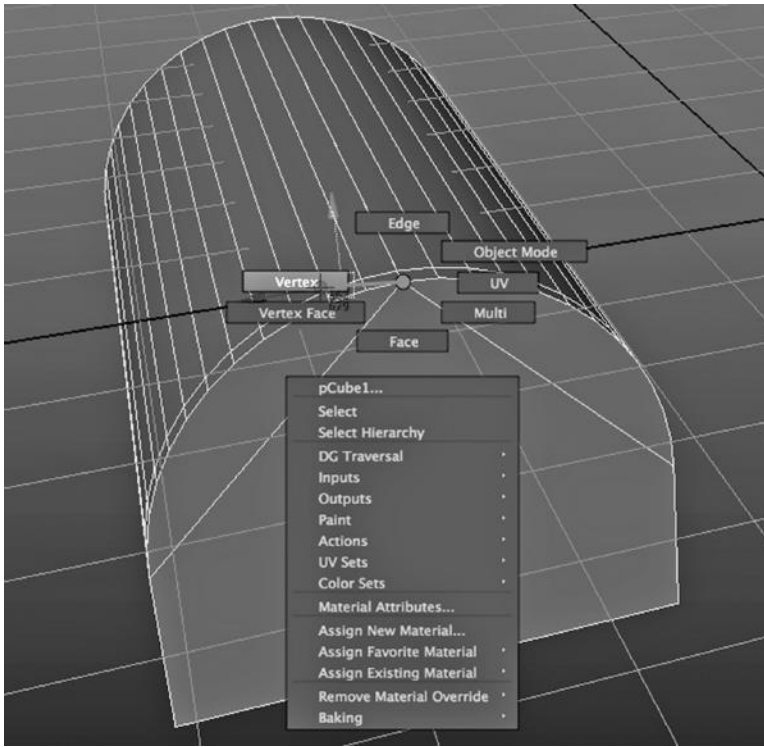 Edge
Object Mode
Vertex
UV
Vertex Face
Multi
Face
pCube1...
Select
Select Hierarchy
DG Traversal
Inputs
Outputs
Paint
Actions
UV Sets
Color Sets
Material Attributes...
Assign New Material...
Assign Favorite Material
Assign Existing Material
Remove Material Override
Baking